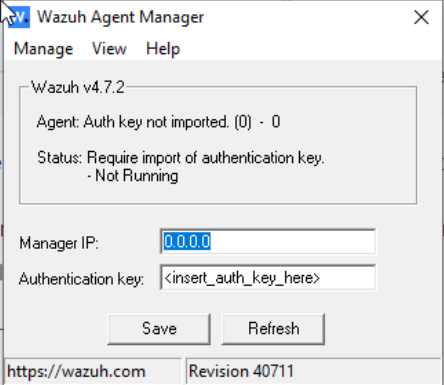 W. Wazuh Agent Manager
Manage View Help
Wazuh v4.7.2
Agent: Auth key not imported. (0) - 0
Status: Require import of authentication key.
- Not Running
Manager IP: 0.0.0.0
Authentication key: <insert_auth_key_here>
Save Refresh
https://wazuh.com Revision 40711